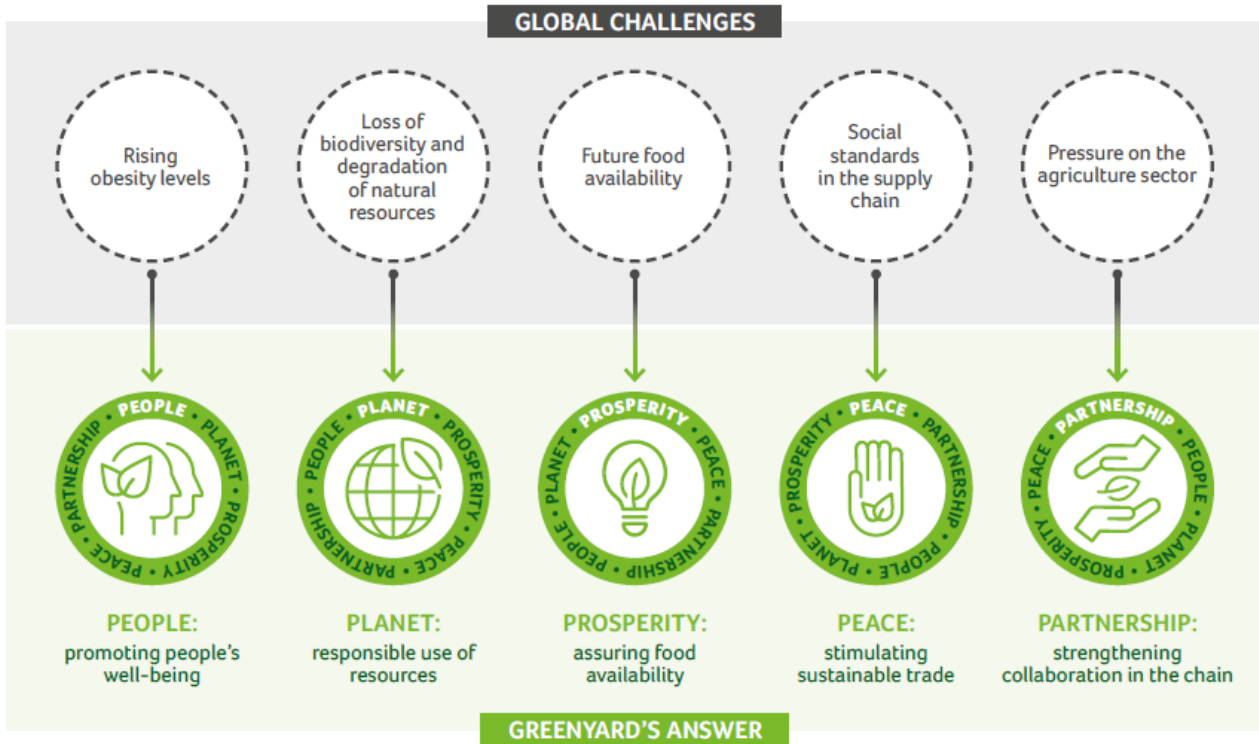 GLOBAL CHALLENGES
Rising
obesity levels
Loss of
biodiversity and
degradation
of natural
resources
Future food
availability
Social
standards
in the supply
chain
Pressure on the
agriculture sector
PEOPLE • PLANET • PROSPERITY • PEACE • PARTNERSHIP •
PLANET • PROSPERITY • PEACE • PARTNERSHIP • PEOPLE •
PROSPERITY • PEACE • PARTNERSHIP • PEOPLE • PLANET •
PEACE • PARTNERSHIP • PEOPLE • PLANET • PROSPERITY •
PARTNERSHIP • PEOPLE • PLANET • PROSPERITY • PEACE •
PEOPLE:
promoting people's
well-being
PLANET:
responsible use of
resources
PROSPERITY:
assuring food
availability
PEACE:
stimulating
sustainable trade
PARTNERSHIP:
strengthening
collaboration in the chain
GREENYARD'S ANSWER